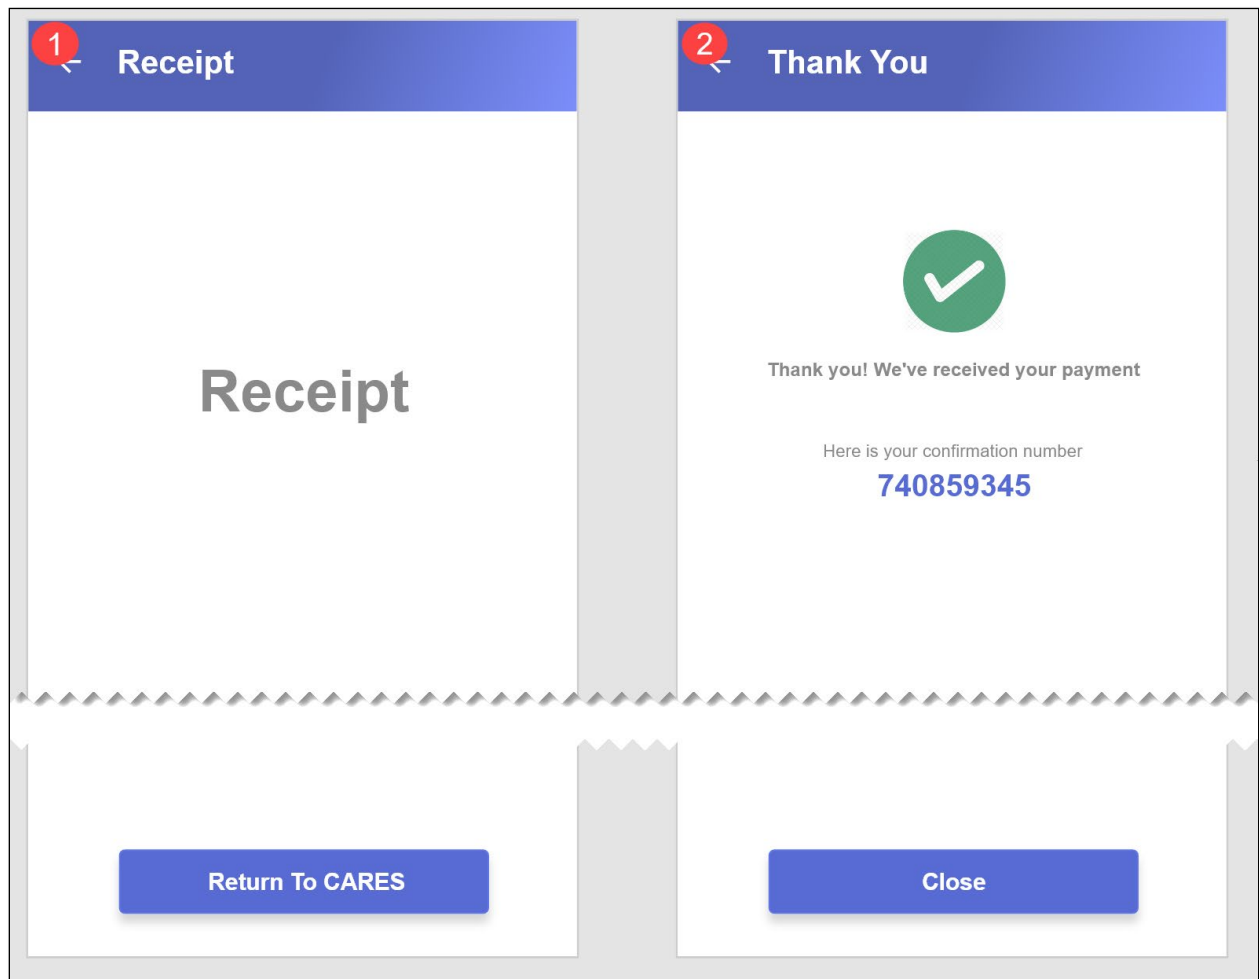 1
Receipt
Receipt
Return To CARES
2
Thank You
Thank you! We've received your payment
Here is your confirmation number
740859345
Close